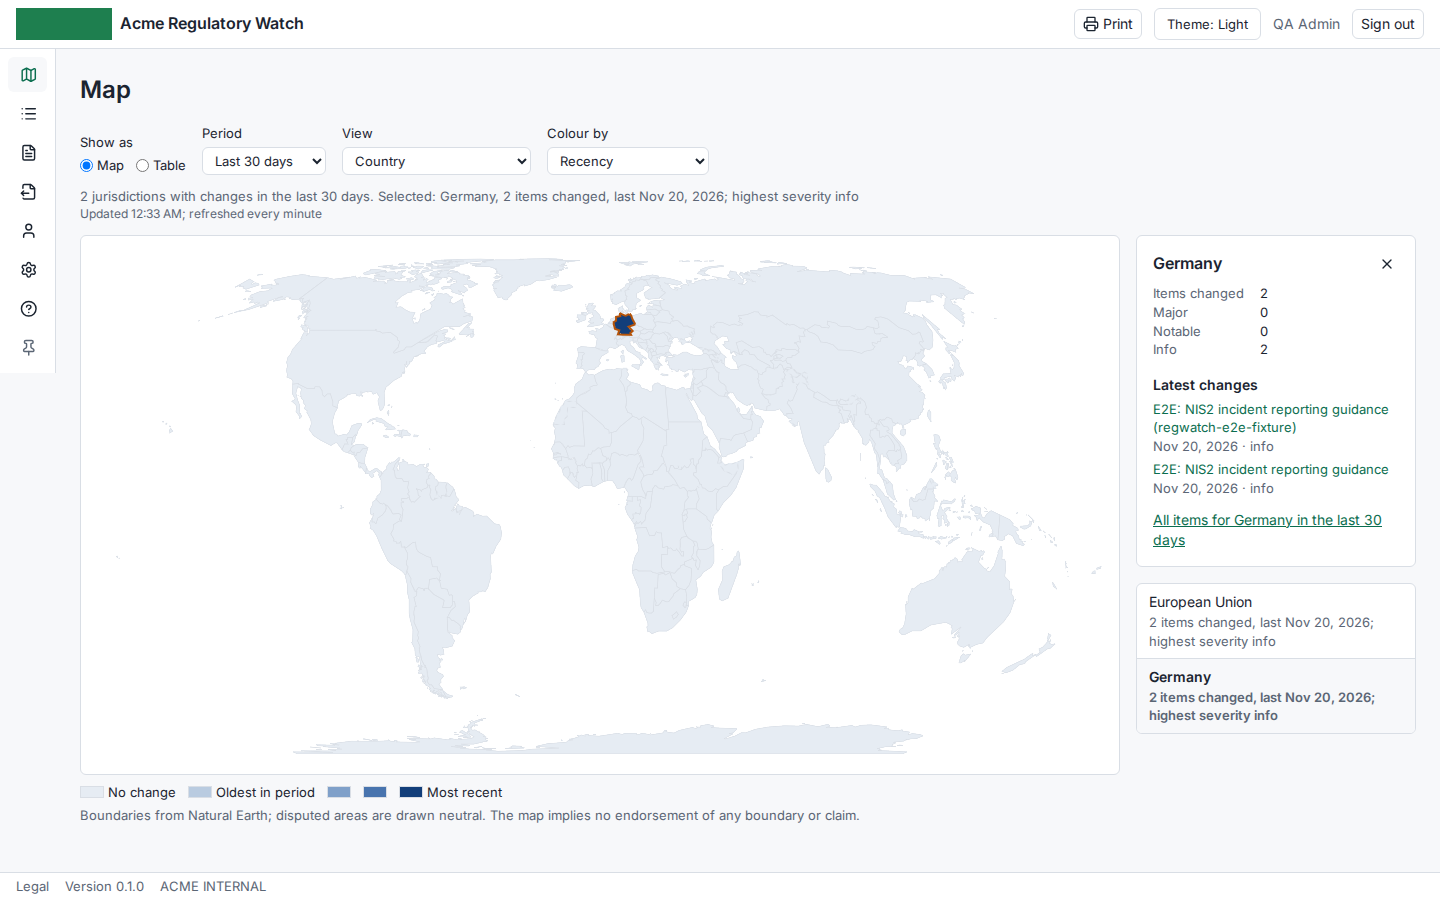 Acme Regulatory Watch
Print
Theme: Light
QA Admin
Sign out
Map
Show as
Map
Table
Period
Last 30 days
View
Country
Colour by
Recency
2 jurisdictions with changes in the last 30 days. Selected: Germany, 2 items changed, last Nov 20, 2026; highest severity info
Updated 12:33 AM; refreshed every minute
Germany
Items changed 2
Major 0
Notable 0
Info 2
Latest changes
E2E: NIS2 incident reporting guidance
(regwatch-e2e-fixture)
Nov 20, 2026 · info
E2E: NIS2 incident reporting guidance
Nov 20, 2026 · info
All items for Germany in the last 30
days
European Union
2 items changed, last Nov 20, 2026;
highest severity info
Germany
2 items changed, last Nov 20, 2026;
highest severity info
No change
Oldest in period
Most recent
Boundaries from Natural Earth; disputed areas are drawn neutral. The map implies no endorsement of any boundary or claim.
Legal
Version 0.1.0
ACME INTERNAL